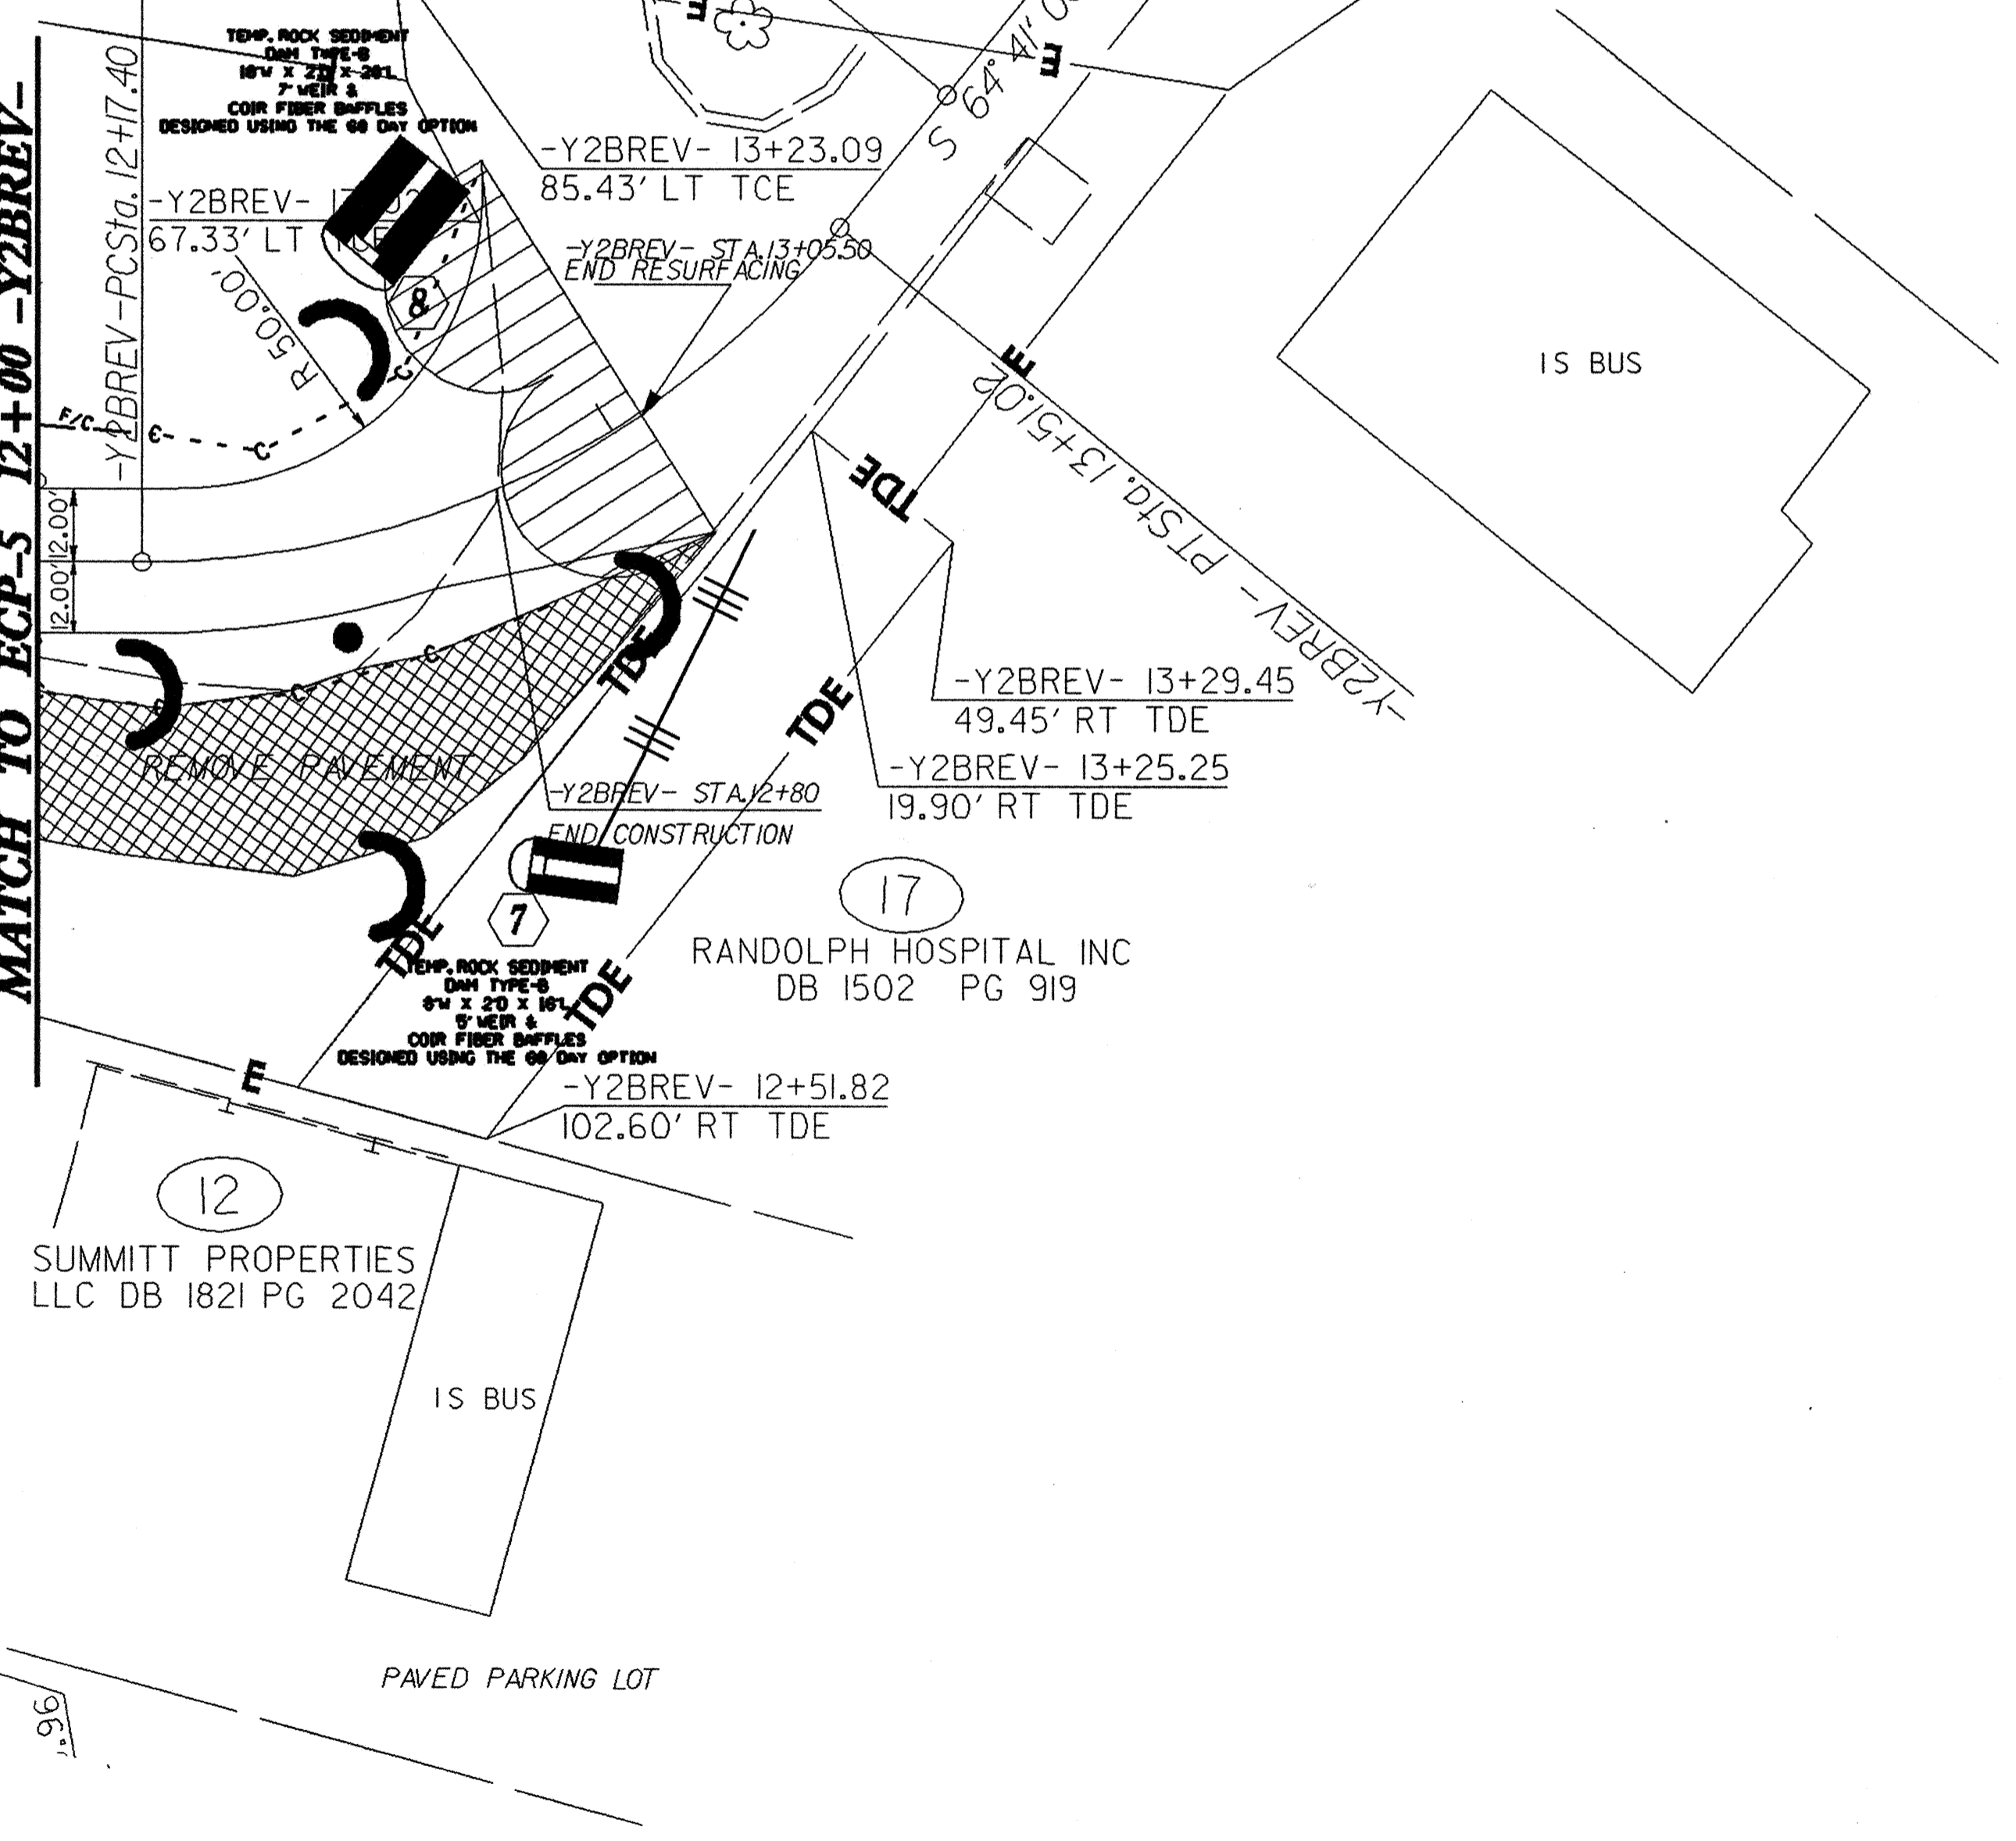 TEMP. ROCK SEDIMENT
DAM TYPE-B
7' WEIR &
COIR FIBER BAFFLES
DESIGNED USING THE 60 DAY OPTION
-Y2BREV- 13+23.09
85.43' LT TCE
-Y2BREV-
67.33' LT
-Y2BREV- PCSta. 12+17.40
R 50.00'
8
-Y2BREV- STA.13+05.50
END RESURFACING
S 64° 41'
E
E
E
IS BUS
MATCH TO ECP-5 12+00 -Y2BREV-
F/C
C
C
C
12.00'
12.00'
-Y2BREV- PTSta. 13+51.02
TDE
TDE
TDE
C
C
C
REMOVE PAVEMENT
-Y2BREV- 13+29.45
49.45' RT TDE
-Y2BREV- 13+25.25
19.90' RT TDE
-Y2BREV- STA.12+80
END CONSTRUCTION
7
17
RANDOLPH HOSPITAL INC
DB 1502 PG 919
TDE
TDE
TEMP. ROCK SEDIMENT
DAM TYPE-B
8'W X 2'D X 16'L
5' WEIR &
COIR FIBER BAFFLES
DESIGNED USING THE 60 DAY OPTION
E
-Y2BREV- 12+51.82
102.60' RT TDE
12
SUMMITT PROPERTIES
LLC DB 1821 PG 2042
IS BUS
PAVED PARKING LOT